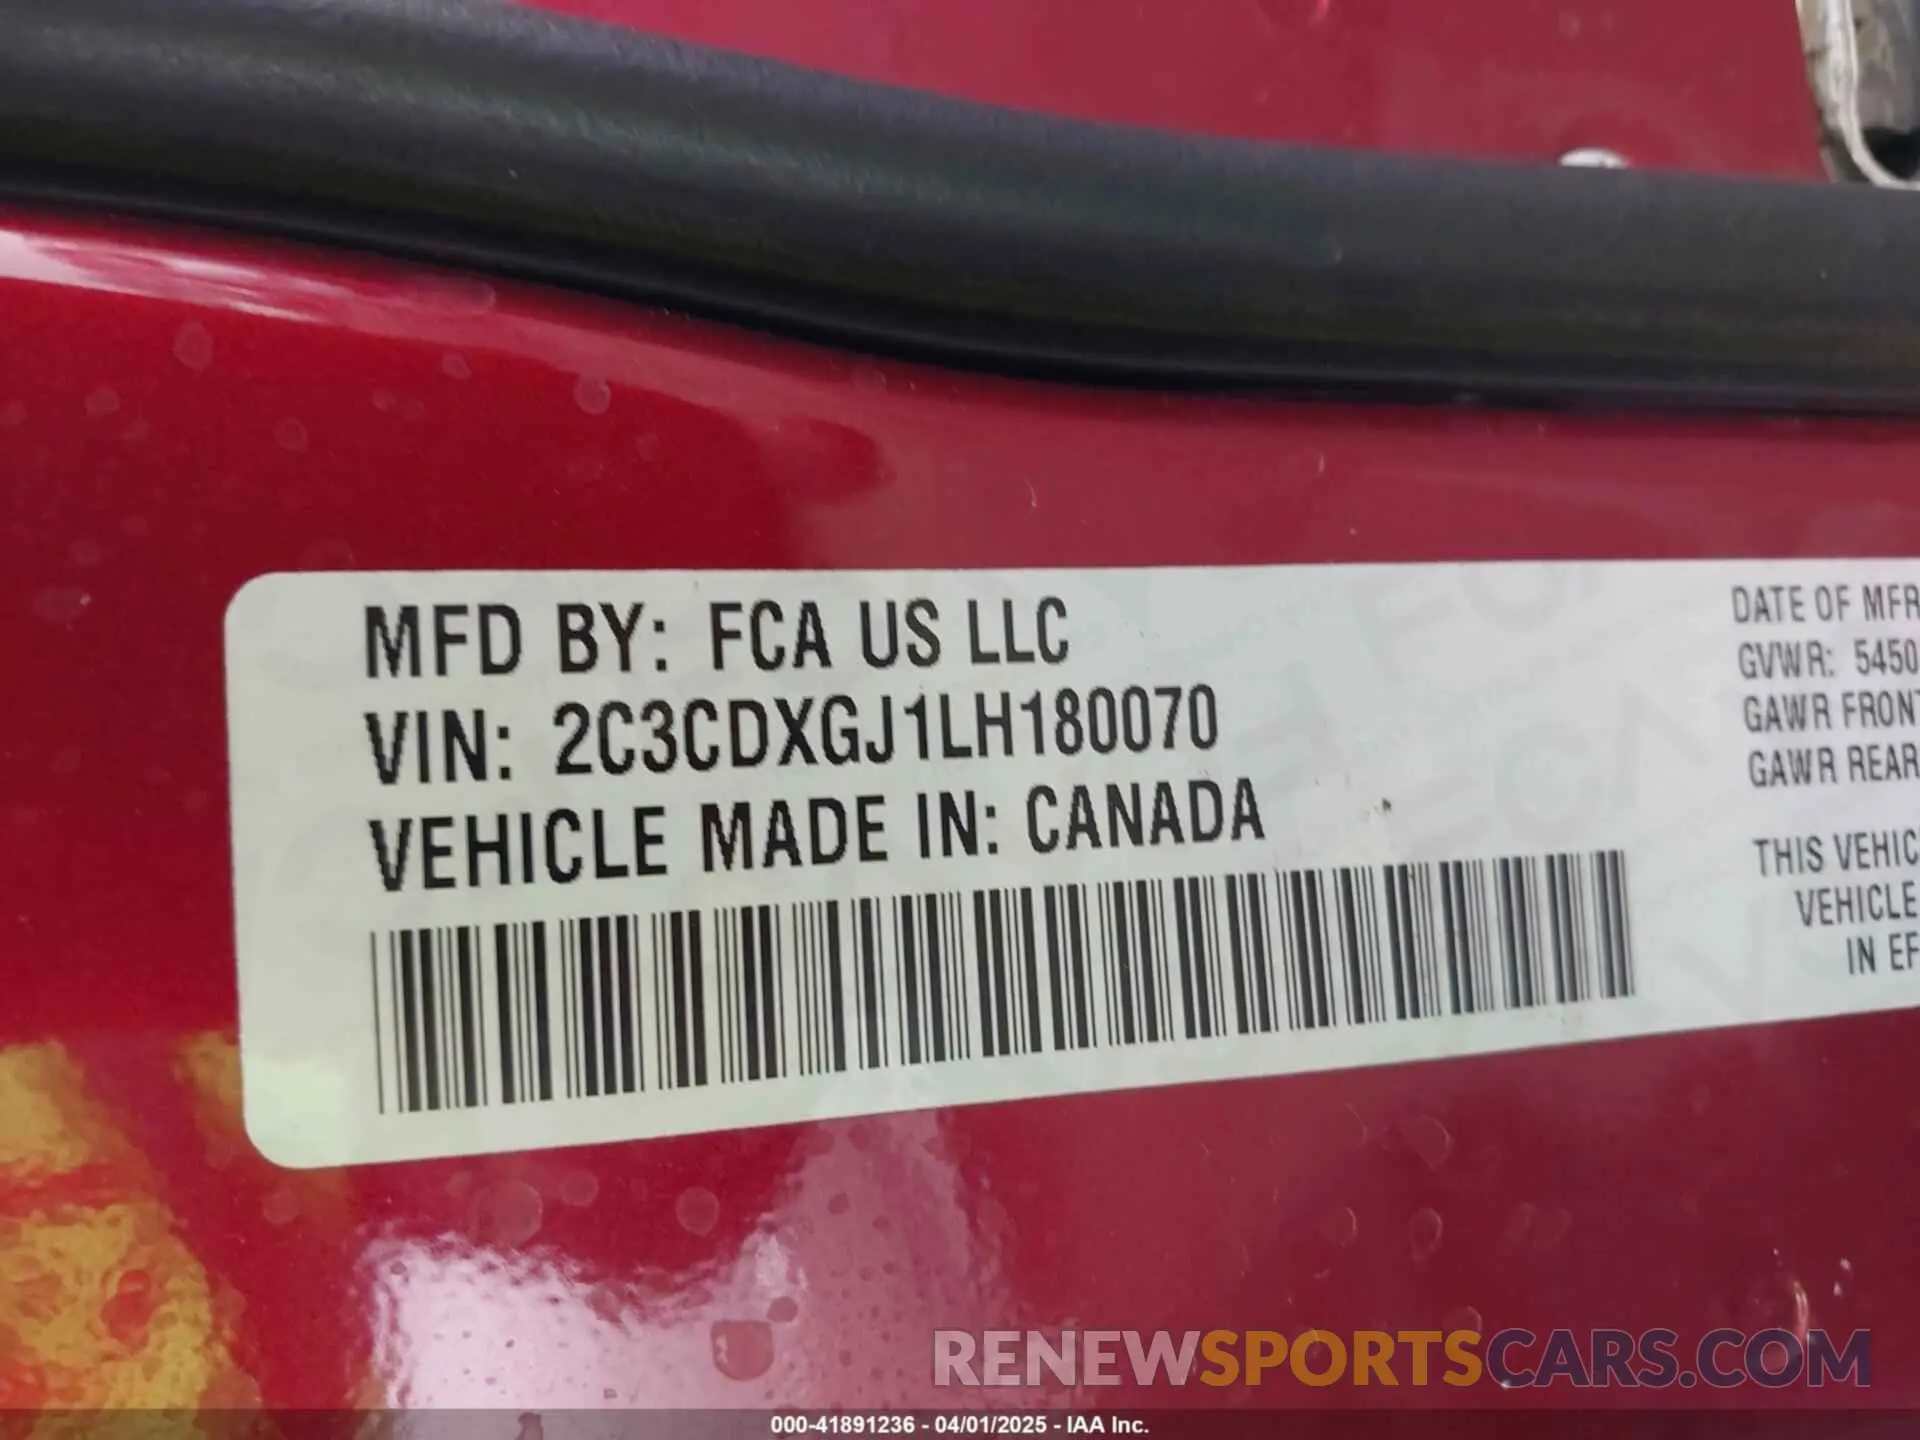 MFD BY: FCA US LLC
VIN: 2C3CDXGJ1LH180070
VEHICLE MADE IN: CANADA
DATE OF MFR
GVWR: 5450
GAWR FRONT
GAWR REAR
THIS VEHIC
VEHICLE
IN EF
RENEWSPORTSCARS.COM
000-41891236 - 04/01/2025 - IAA Inc.